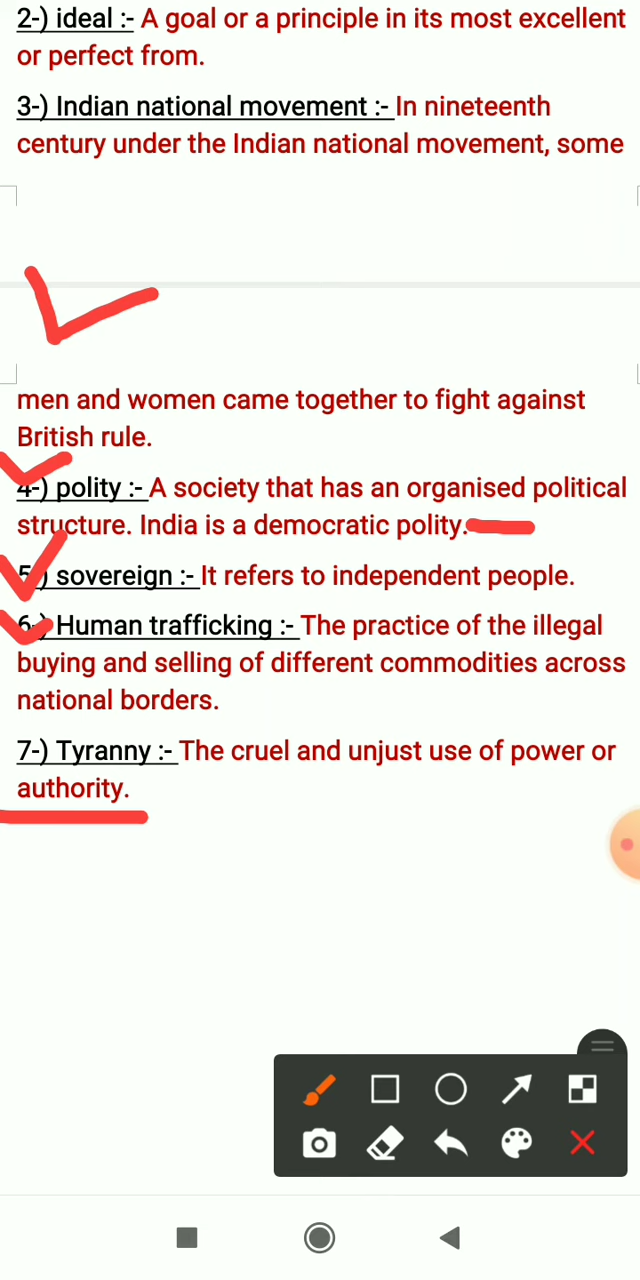 2-) ideal :- A goal or a principle in its most excellent
or perfect from.
3-) Indian national movement :- In nineteenth
century under the Indian national movement, some
men and women came together to fight against
British rule.
4-) polity :- A society that has an organised political
structure. India is a democratic polity.
5-) sovereign :- It refers to independent people.
6-) Human trafficking :- The practice of the illegal
buying and selling of different commodities across
national borders.
7-) Tyranny :- The cruel and unjust use of power or
authority.